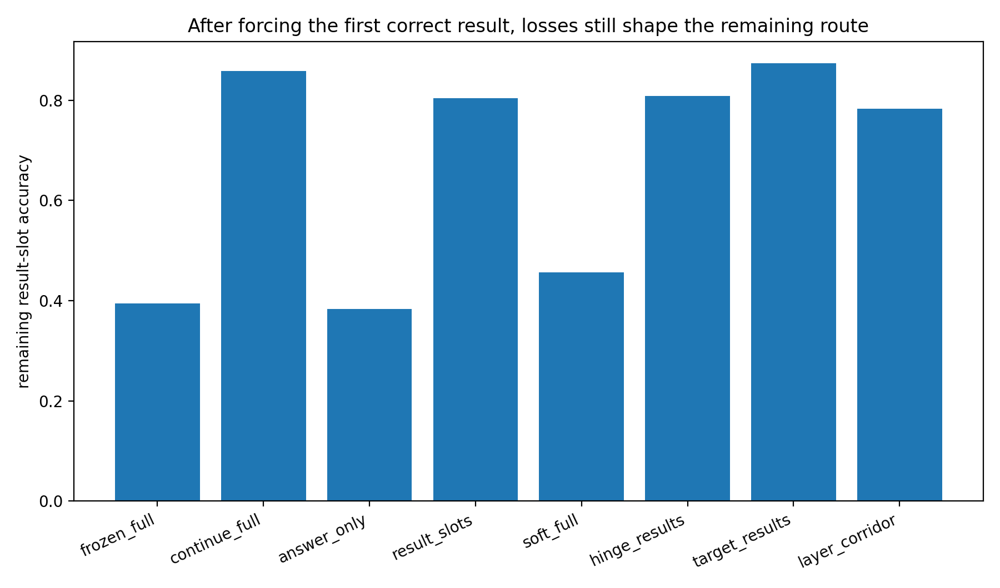 After forcing the first correct result, losses still shape the remaining route
remaining result-slot accuracy
0.8
0.6
0.4
0.2
0.0
frozen_full
continue_full
answer_only
result_slots
soft_full
hinge_results
target_results
layer_corridor